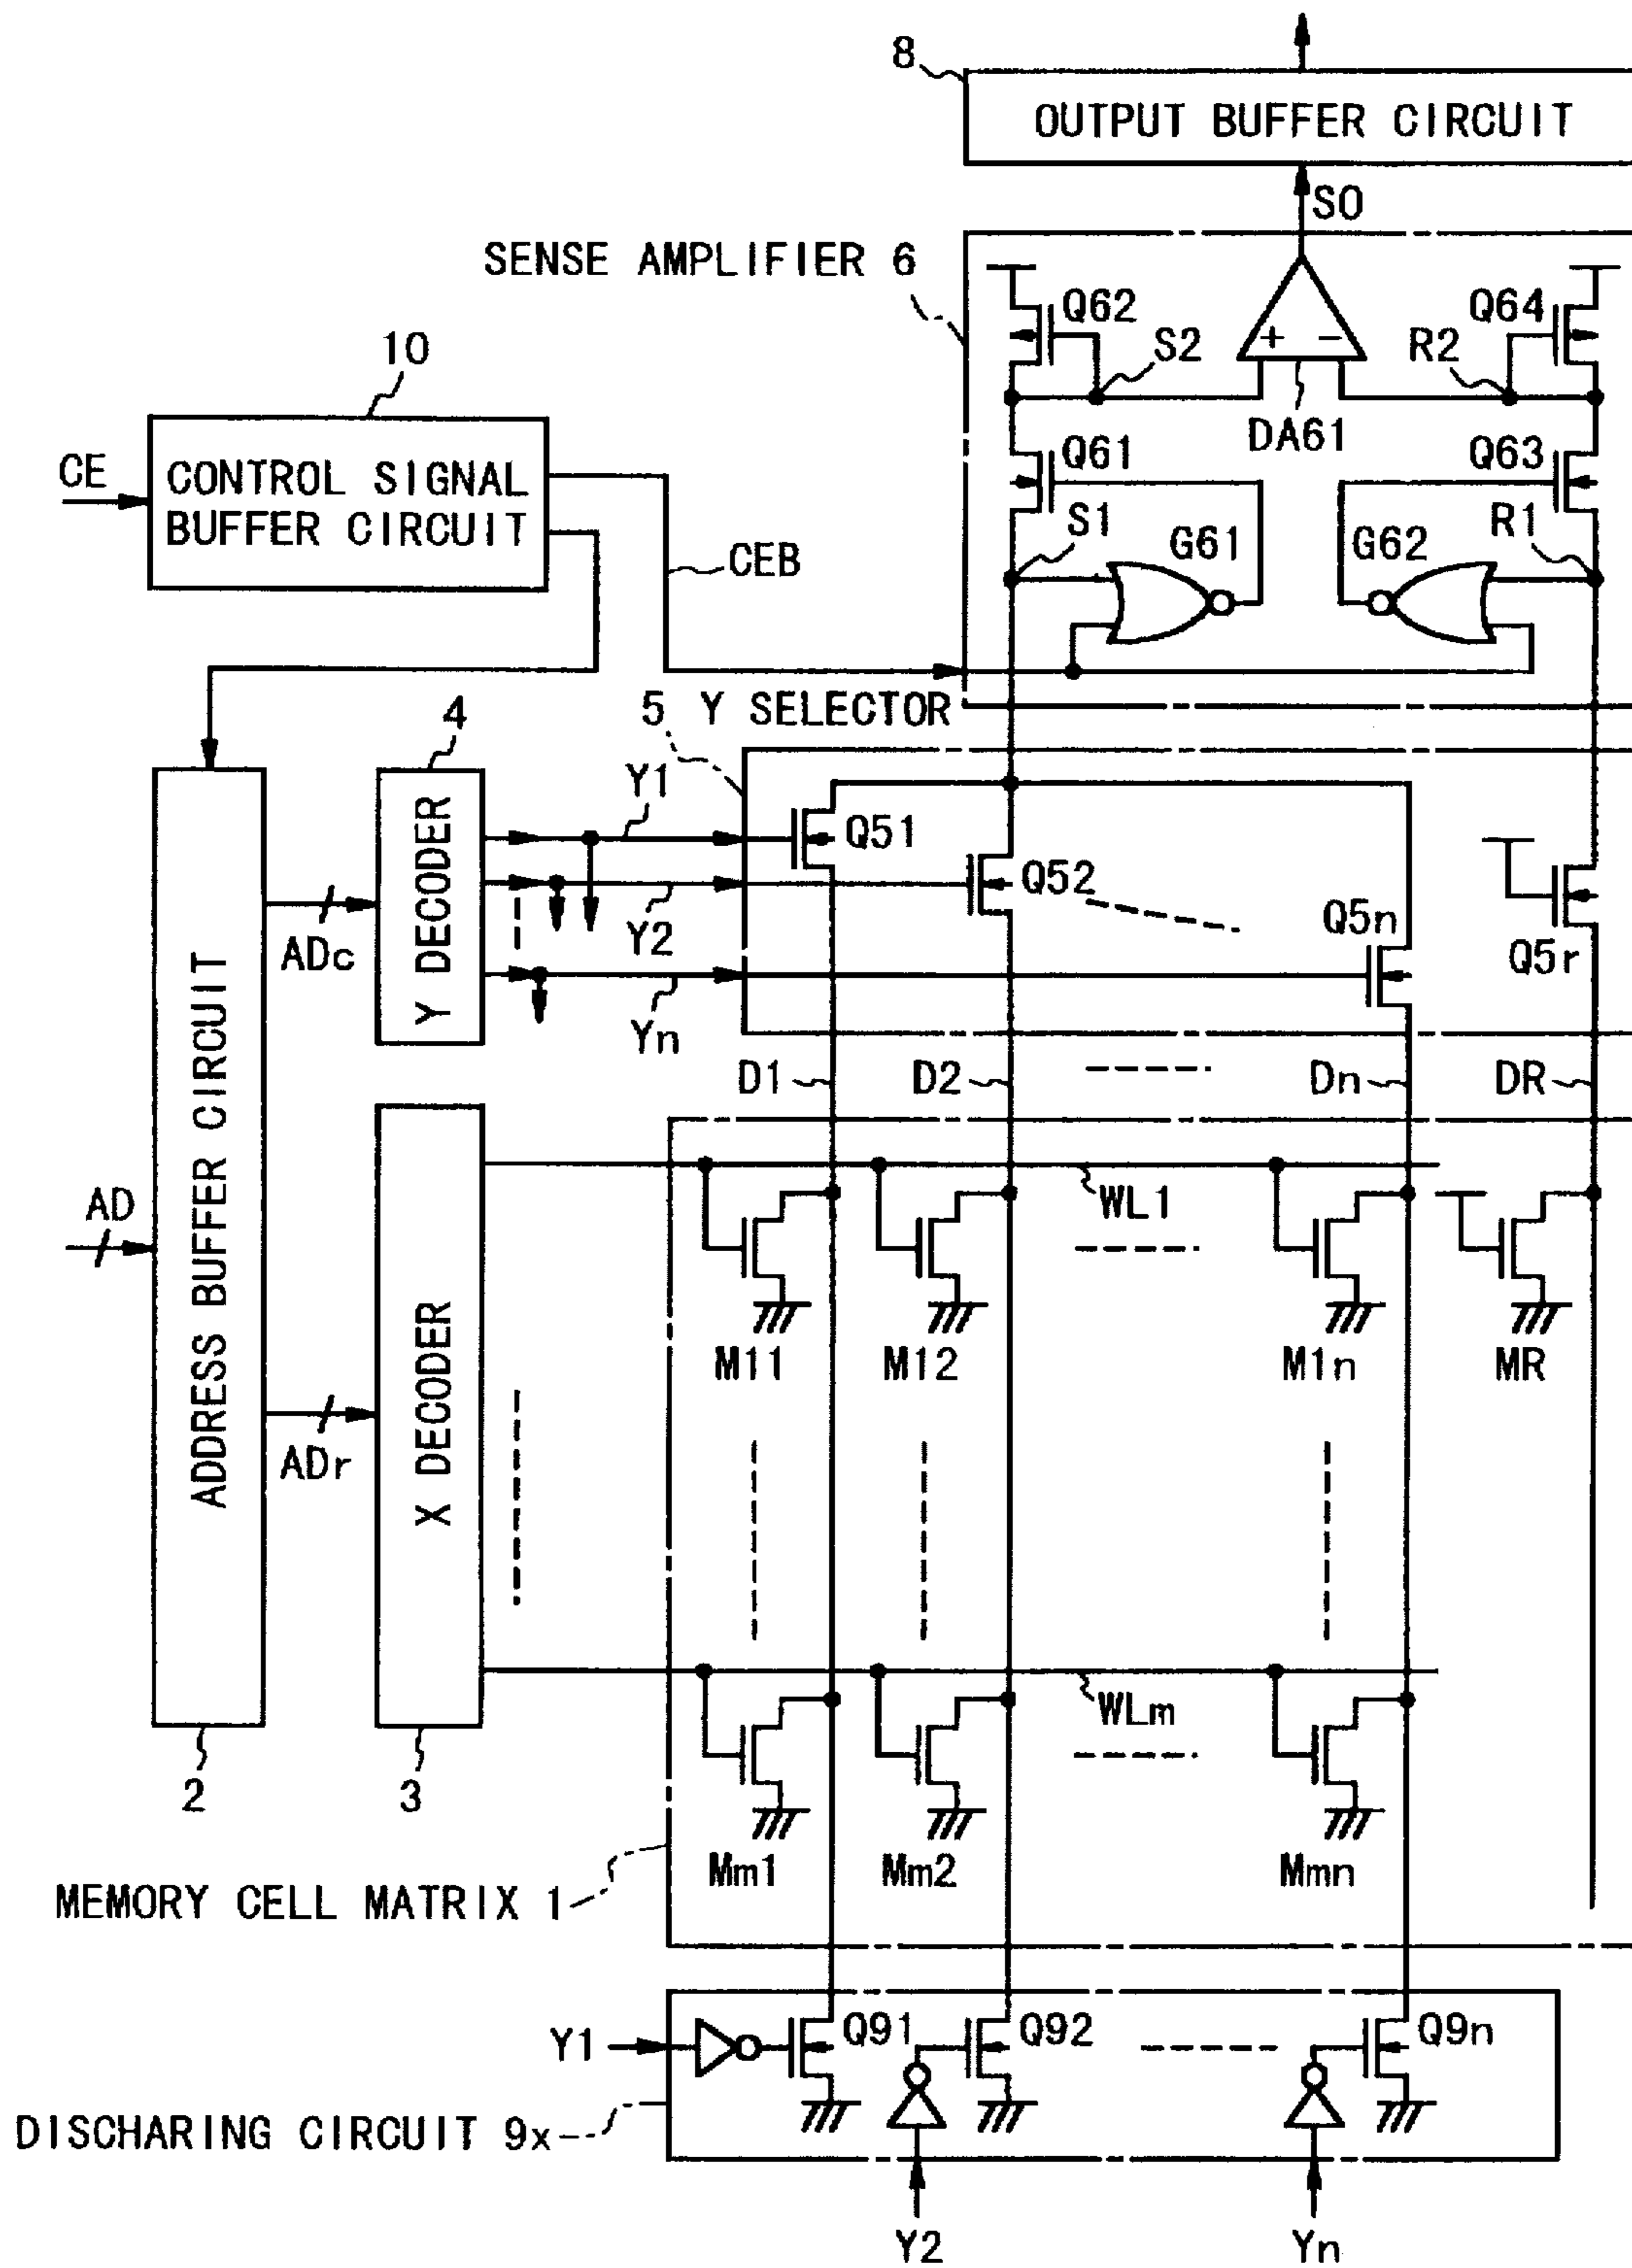 8
OUTPUT BUFFER CIRCUIT
SO
SENSE AMPLIFIER 6
Q62
Q64
S2
R2
+
-
DA61
10
CE
CONTROL SIGNAL
BUFFER CIRCUIT
Q61
Q63
S1
R1
G61
G62
CEB
5 Y SELECTOR
4
Y DECODER
Y1
Y2
Yn
ADc
Q51
Q52
Q5n
Q5r
D1
D2
Dn
DR
ADDRESS BUFFER CIRCUIT
AD
ADr
X DECODER
WL1
M11
M12
M1n
MR
WLm
2
3
Mm1
Mm2
Mmn
MEMORY CELL MATRIX 1
Y1
Q91
Q92
Q9n
DISCHARING CIRCUIT 9x
Y2
Yn